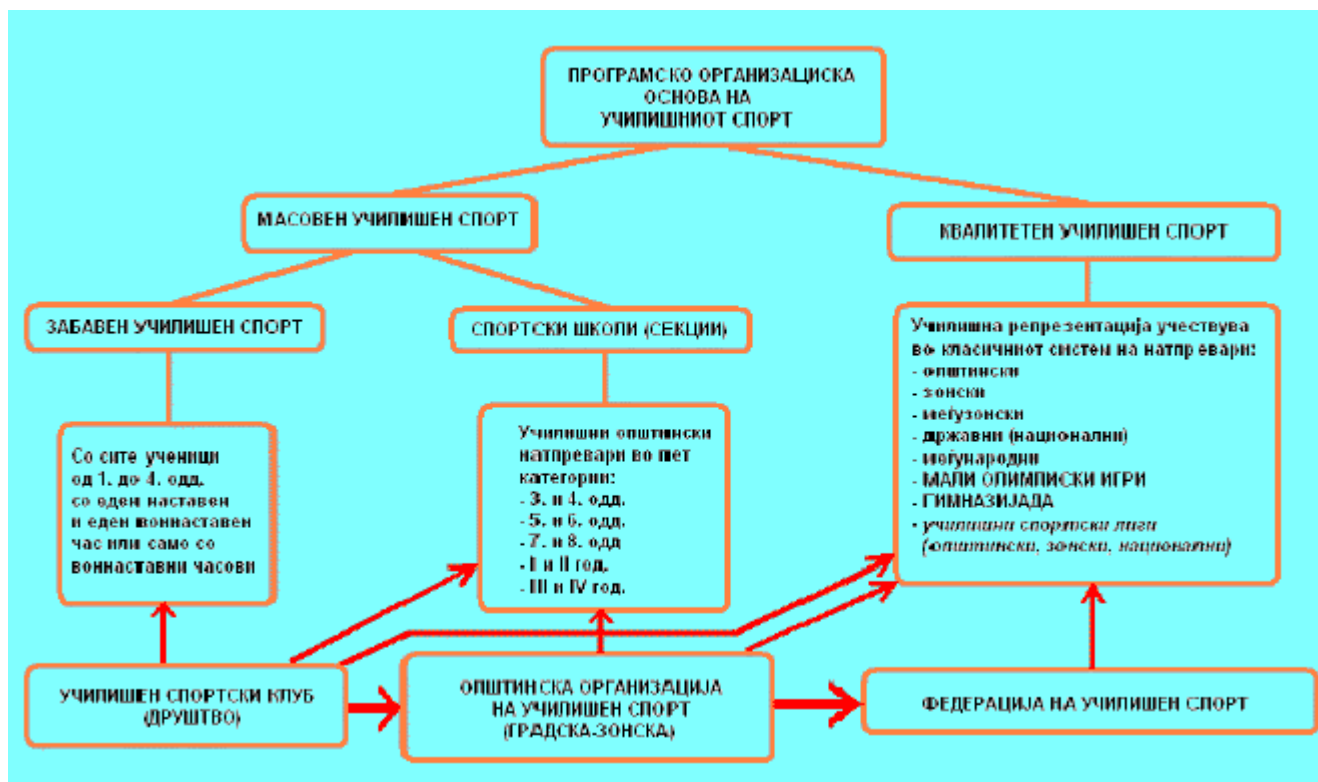 ПРОГРАМСКО ОРГАНИЗАЦИСКА
ОСНОВА НА
УЧИЛИШНИОТ СПОРТ
МАСОВЕН УЧИЛИШЕН СПОРТ
КВАЛИТЕТЕН УЧИЛИШЕН СПОРТ
ЗАБАВЕН УЧИЛИШЕН СПОРТ
СПОРТСКИ ШКОЛИ (СЕКЦИИ)
Училишна репрезентација учествува
во класичниот систем на натпревари:
- општински
- зонски
- меѓузонски
- државни (национални)
- меѓународни
- МАЛИ ОЛИМПИСКИ ИГРИ
- ГИМНАЗИЈАДА
- училишни спортски лиги
(општински, зонски, национални)
Со сите ученици
од 1. до 4. одд.
со еден наставен
и еден воннаставен
час или само со
воннаставни часови
Училишни општински
натпревари во пет
категории:
- 3. и 4. одд.
- 5. и 6. одд.
- 7. и 8. одд
- I и II год.
- III и IV год.
УЧИЛИШЕН СПОРТСКИ КЛУБ
(ДРУШТВО)
ОПШТИНСКА ОРГАНИЗАЦИЈА
НА УЧИЛИШЕН СПОРТ
(ГРАДСКА-ЗОНСКА)
ФЕДЕРАЦИЈА НА УЧИЛИШЕН СПОРТ